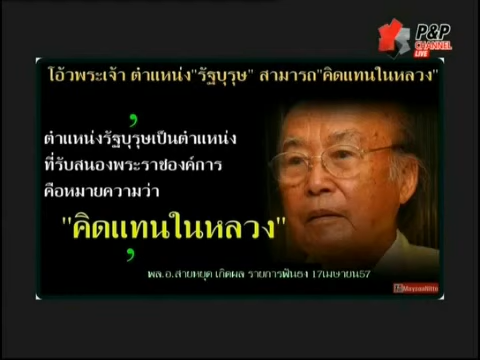 P&P
CHANNEL
LIVE
โอ้วพระเจ้า ตำแหน่ง"รัฐบุรุษ" สามารถ"คิดแทนในหลวง"
ตำแหน่งรัฐบุรุษเป็นตำแหน่ง
ที่รับสนองพระราชองค์การ
คือหมายความว่า
"คิดแทนในหลวง"
พล.อ.สายหยุด เกิดผล รายการฟันธง 17เมษายน57
MaysaaNitto